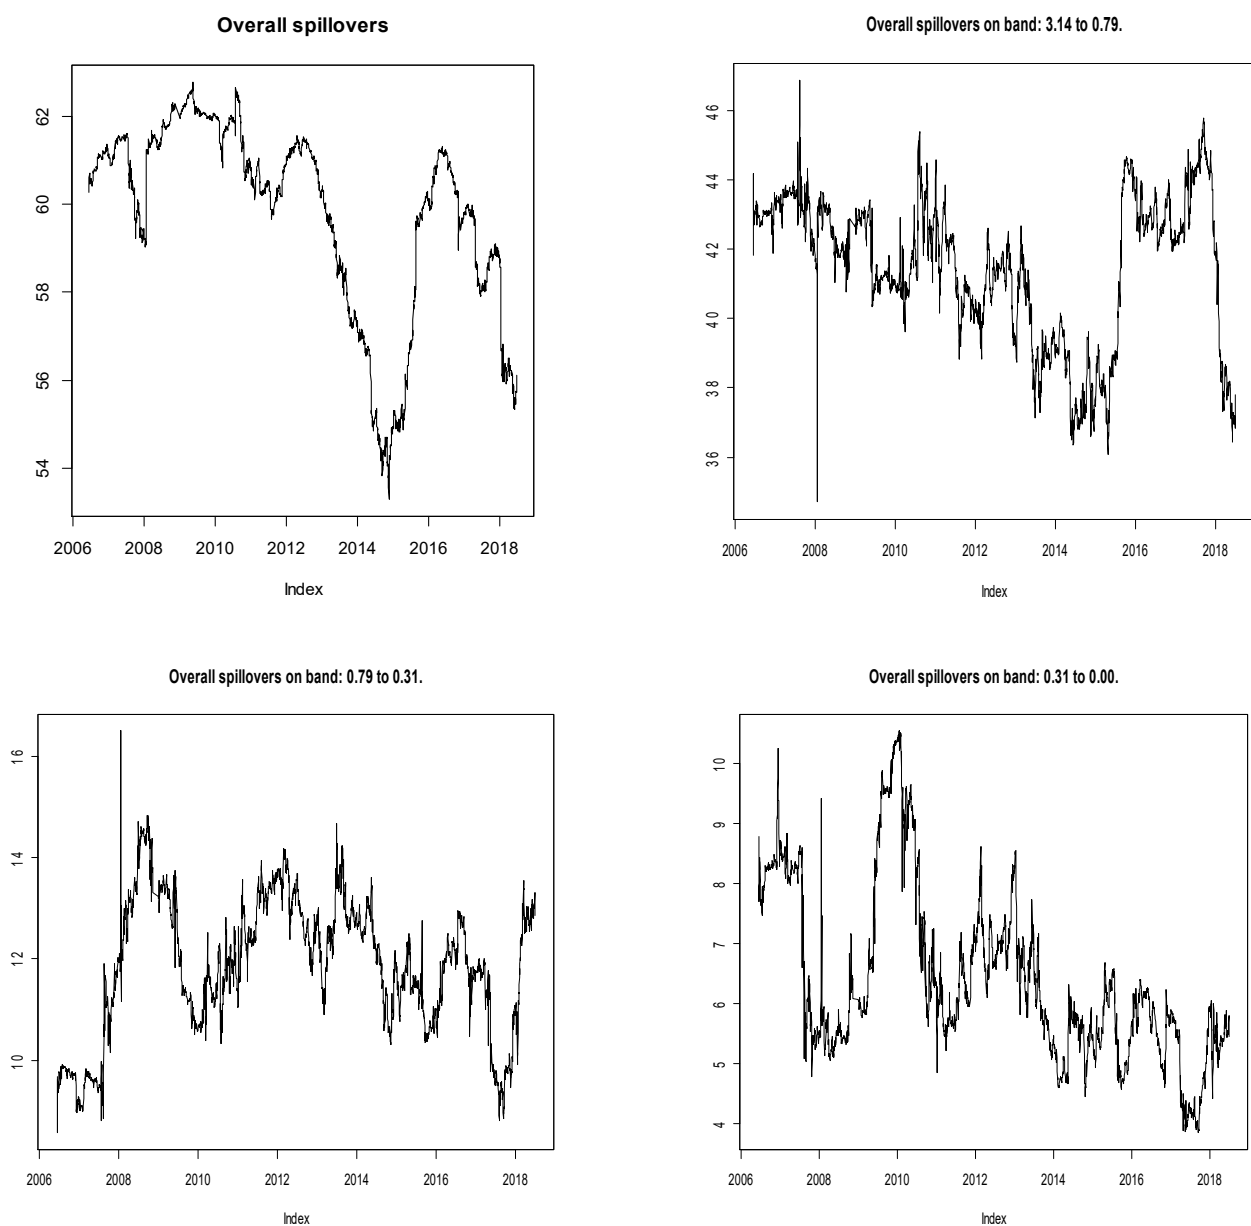 Overall spillovers
62
60
58
56
54
2006 2008 2010 2012 2014 2016 2018
Index
Overall spillovers on band: 3.14 to 0.79.
46
44
42
40
38
36
2006 2008 2010 2012 2014 2016 2018
Index
Overall spillovers on band: 0.79 to 0.31.
16
14
12
10
2006 2008 2010 2012 2014 2016 2018
Index
Overall spillovers on band: 0.31 to 0.00.
10
9
8
7
6
5
4
2006 2008 2010 2012 2014 2016 2018
Index